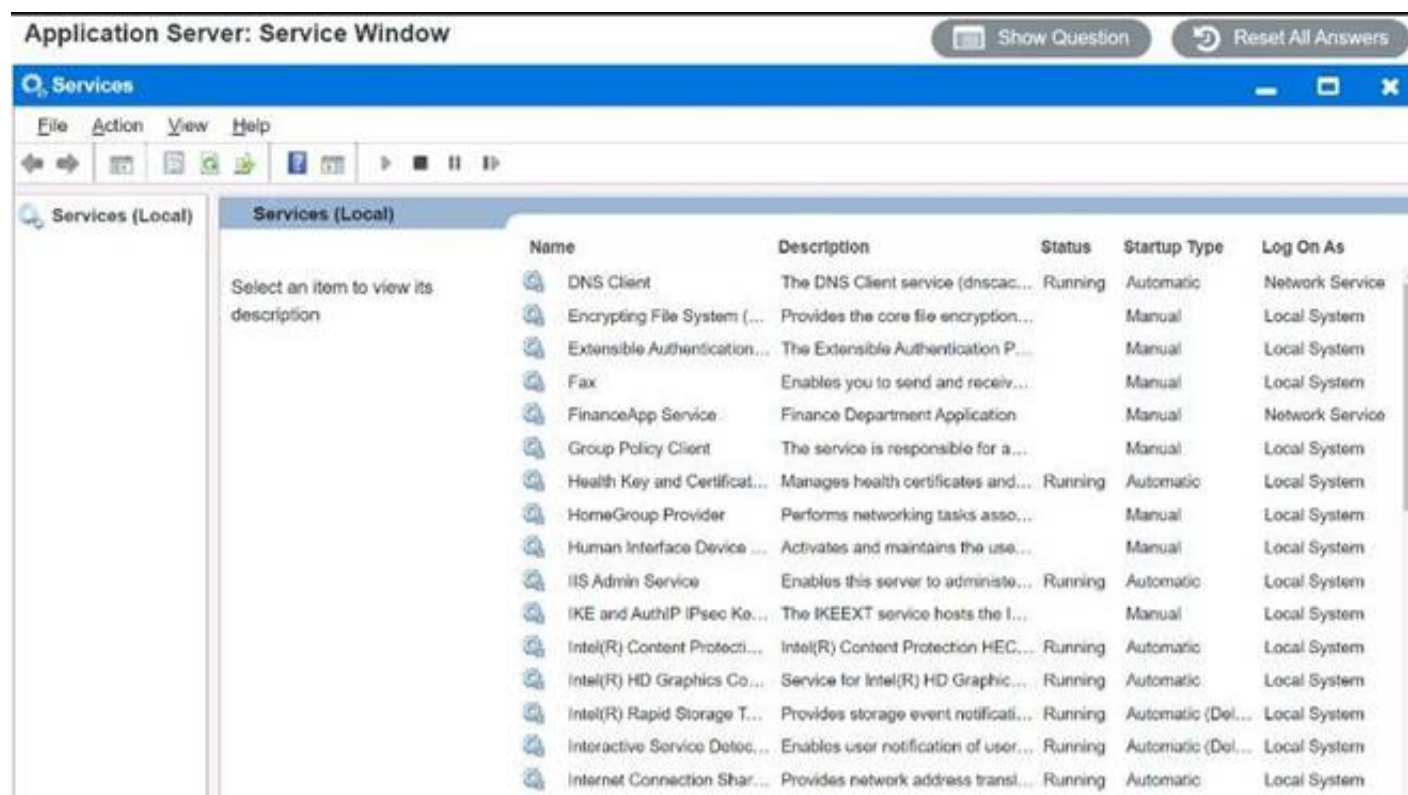 Application Server: Service Window
Show Question
Reset All Answers
Services
File Action View Help
Services (Local)
Services (Local)
Select an item to view its
description
Name Description Status Startup Type Log On As
DNS Client The DNS Client service (dnscac... Running Automatic Network Service
Encrypting File System (... Provides the core file encryption... Manual Local System
Extensible Authentication... The Extensible Authentication P... Manual Local System
Fax Enables you to send and receiv... Manual Local System
FinanceApp Service Finance Department Application Manual Network Service
Group Policy Client The service is responsible for a... Manual Local System
Health Key and Certificat... Manages health certificates and... Running Automatic Local System
HomeGroup Provider Performs networking tasks asso... Manual Local System
Human Interface Device ... Activates and maintains the use... Manual Local System
IIS Admin Service Enables this server to administe... Running Automatic Local System
IKE and AuthIP IPsec Ke... The IKEEXT service hosts the I... Manual Local System
Intel(R) Content Protecti... Intel(R) Content Protection HEC... Running Automatic Local System
Intel(R) HD Graphics Co... Service for Intel(R) HD Graphic... Running Automatic Local System
Intel(R) Rapid Storage T... Provides storage event notificati... Running Automatic (Del... Local System
Interactive Service Detec... Enables user notification of user... Running Automatic (Del... Local System
Internet Connection Shar... Provides network address transl... Running Automatic Local System